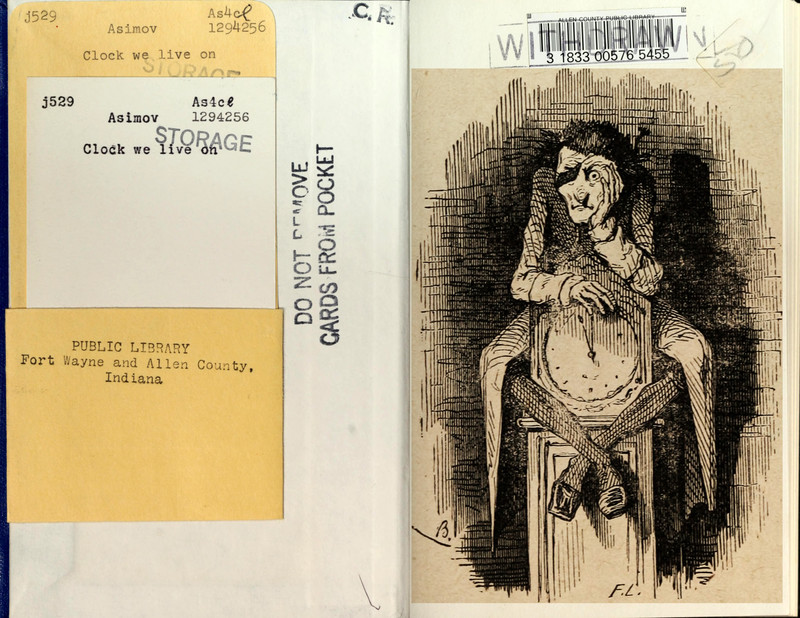 j529 As4cl
Asimov 1294256
Clock we live on
STORAGE
j529 As4cl
Asimov 1294256
STORAGE
Clock we live on
PUBLIC LIBRARY
Fort Wayne and Allen County,
Indiana
DO NOT REMOVE
CARDS FROM POCKET
C. R.
ALLEN COUNTY PUBLIC LIBRARY
3 1833 00576 5455
WITHDRAWN
B.
F.L.